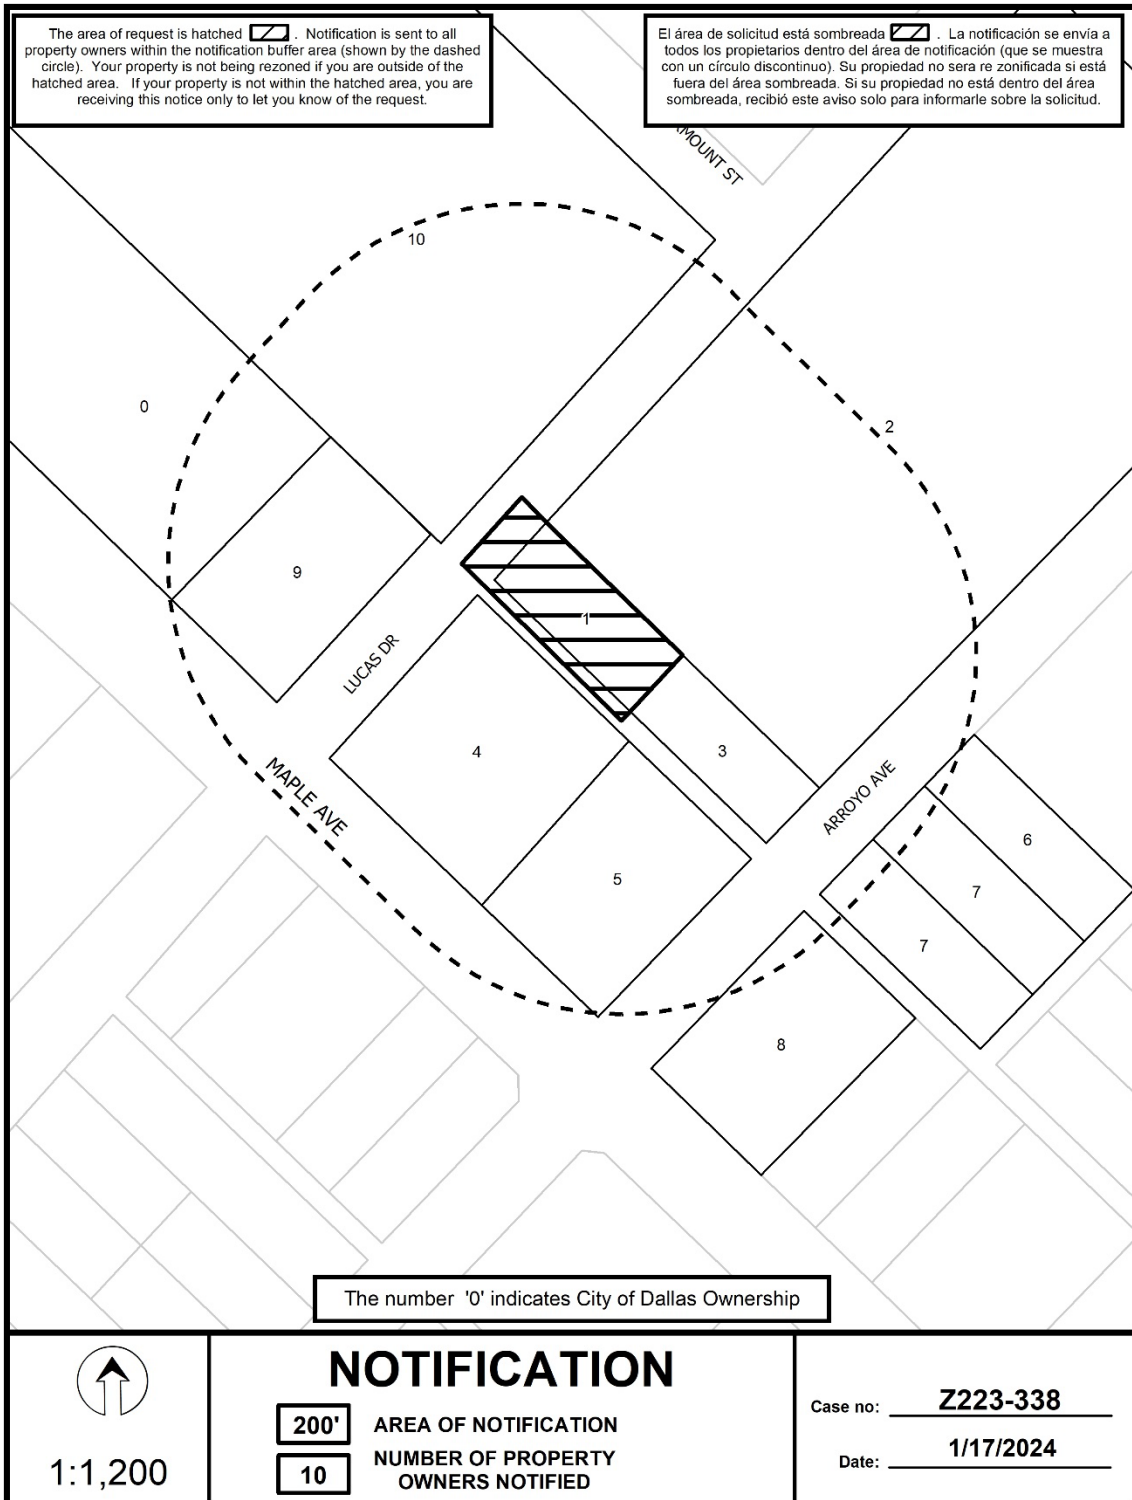 The area of request is hatched . Notification is sent to all
property owners within the notification buffer area (shown by the dashed
circle). Your property is not being rezoned if you are outside of the
hatched area. If your property is not within the hatched area, you are
receiving this notice only to let you know of the request.
El área de solicitud está sombreada . La notificación se envía a
todos los propietarios dentro del área de notificación (que se muestra
con un círculo discontinuo). Su propiedad no sera re zonificada si está
fuera del área sombreada. Si su propiedad no está dentro del área
sombreada, recibió este aviso solo para informarle sobre la solicitud.
AMOUNT ST
10
0
2
9
1
LUCAS DR
4
3
MAPLE AVE
ARROYO AVE
5
6
7
7
8
The number '0' indicates City of Dallas Ownership
1:1,200
NOTIFICATION
200' AREA OF NOTIFICATION
10 NUMBER OF PROPERTY
OWNERS NOTIFIED
Case no: Z223-338
Date: 1/17/2024